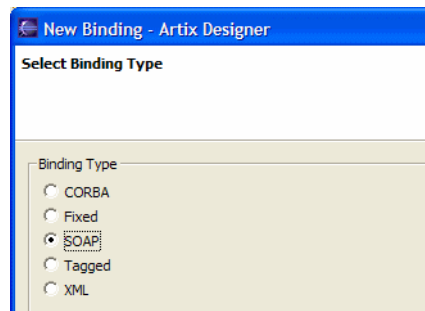 New Binding - Artix Designer
Select Binding Type
Binding Type
CORBA
Fixed
SOAP
Tagged
XML